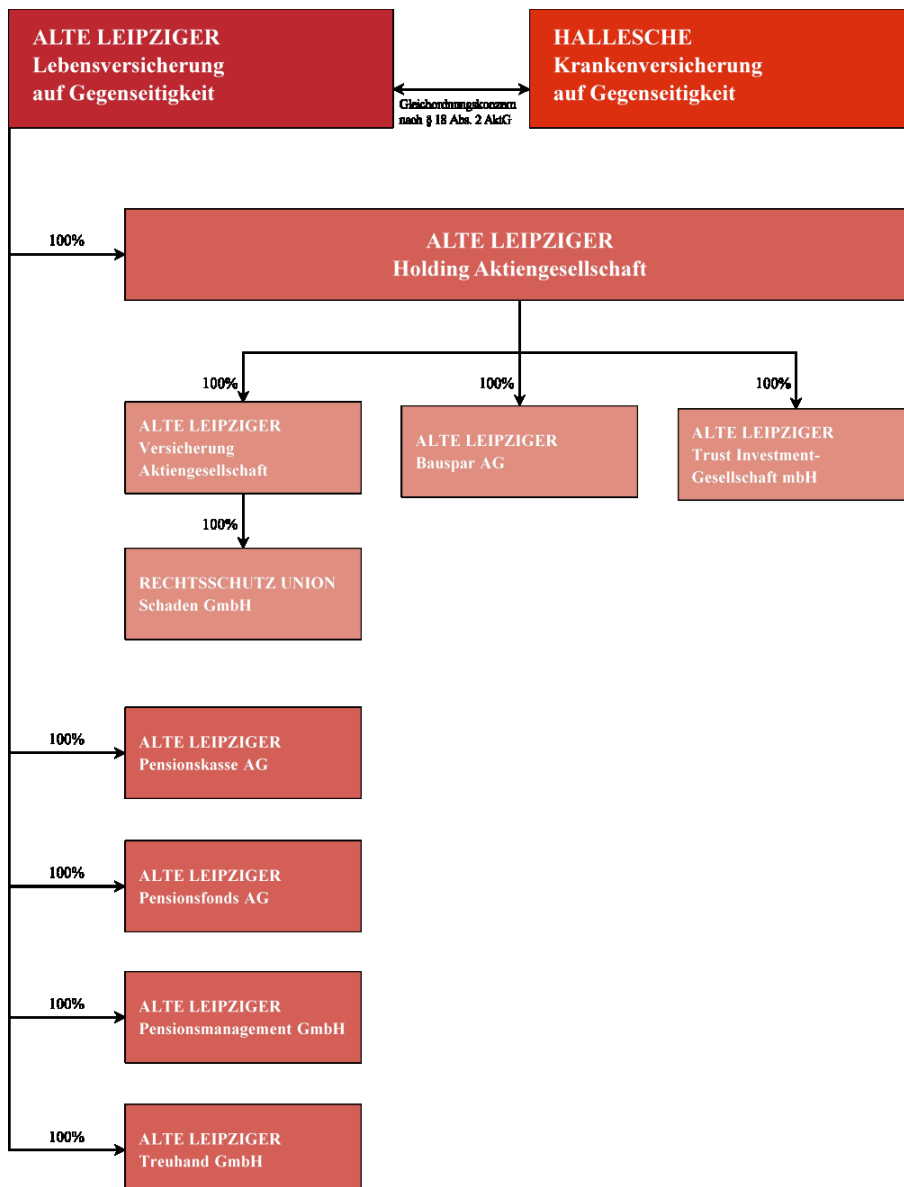 ALTE LEIPZIGER
Lebensversicherung
auf Gegenseitigkeit
HALLESCHE
Krankenversicherung
auf Gegenseitigkeit
Gleichordnungskonzern
nach § 18 Abs. 2 AktG
100%
ALTE LEIPZIGER
Holding Aktiengesellschaft
100%
100%
100%
ALTE LEIPZIGER
Versicherung
Aktiengesellschaft
ALTE LEIPZIGER
Bauspar AG
ALTE LEIPZIGER
Trust Investment-
Gesellschaft mbH
100%
RECHTSSCHUTZ UNION
Schaden GmbH
100%
ALTE LEIPZIGER
Pensionskasse AG
100%
ALTE LEIPZIGER
Pensionsfonds AG
100%
ALTE LEIPZIGER
Pensionsmanagement GmbH
100%
ALTE LEIPZIGER
Treuhand GmbH